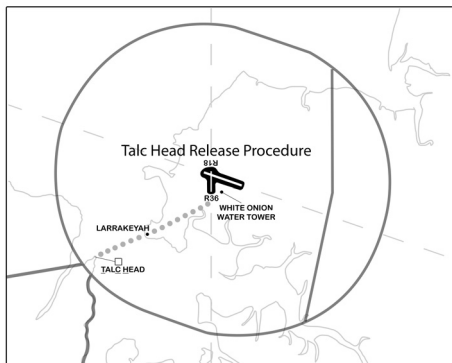 Talc Head Release Procedure
R18
R36
WHITE ONION
WATER TOWER
LARRAKEYAH
TALC HEAD